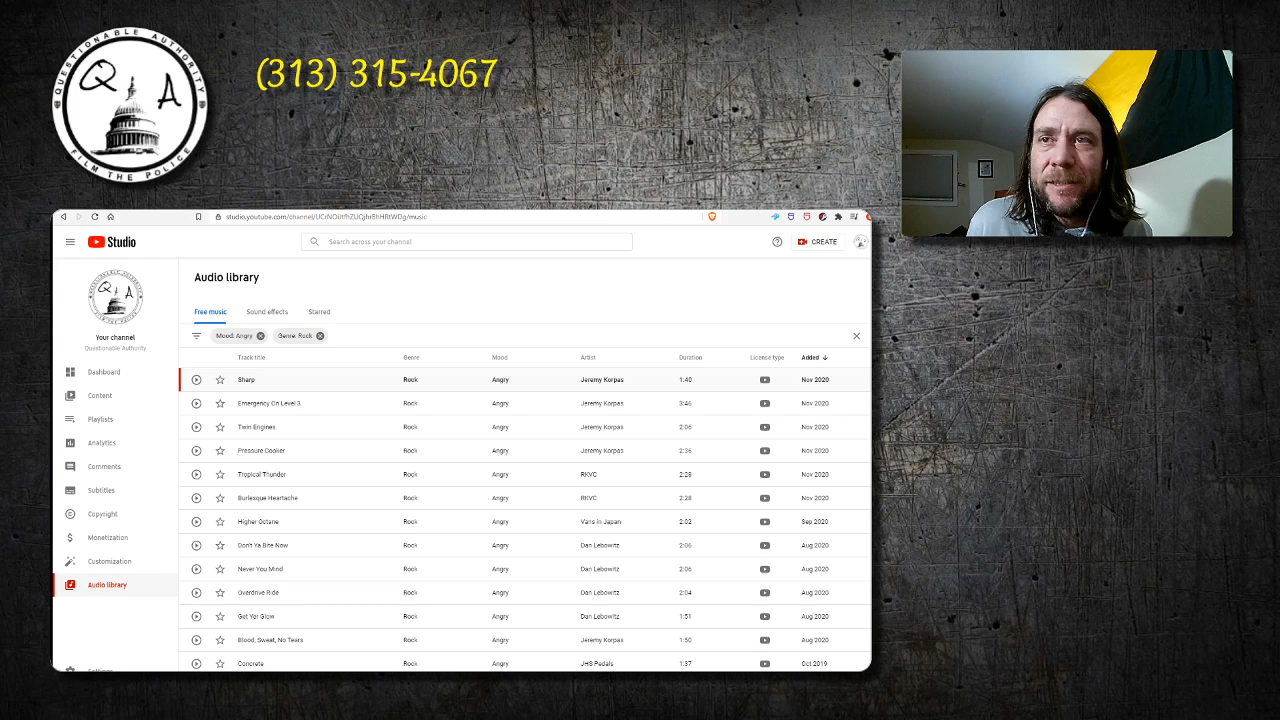 QUESTIONABLE AUTHORITY
Q A
FILM THE POLICE
(313) 315-4067
Studio
Search across your channel
CREATE
Q A
Your channel
Questionable Authority
Dashboard
Content
Playlists
Analytics
Comments
Subtitles
Copyright
Monetization
Customization
Audio library
Audio library
Free music Sound effects Starred
Mood: Angry Genre: Rock
Track title Genre Mood Artist Duration License type Added
Sharp Rock Angry Jeremy Korpas 1:40 Nov 2020
Emergency On Level 3 Rock Angry Jeremy Korpas 3:46 Nov 2020
Twin Engines Rock Angry Jeremy Korpas 2:06 Nov 2020
Pressure Cooker Rock Angry Jeremy Korpas 2:36 Nov 2020
Tropical Thunder Rock Angry RKVC 2:28 Nov 2020
Burlesque Heartache Rock Angry RKVC 2:28 Nov 2020
Higher Octane Rock Angry Vans in Japan 2:02 Sep 2020
Don't Ya Bite Now Rock Angry Dan Lebowitz 2:06 Aug 2020
Never You Mind Rock Angry Dan Lebowitz 2:06 Aug 2020
Overdrive Ride Rock Angry Dan Lebowitz 2:04 Aug 2020
Get Yer Glow Rock Angry Dan Lebowitz 1:51 Aug 2020
Blood, Sweat, No Tears Rock Angry Jeremy Korpas 1:50 Aug 2020
Concrete Rock Angry JHS Pedals 1:37 Oct 2019